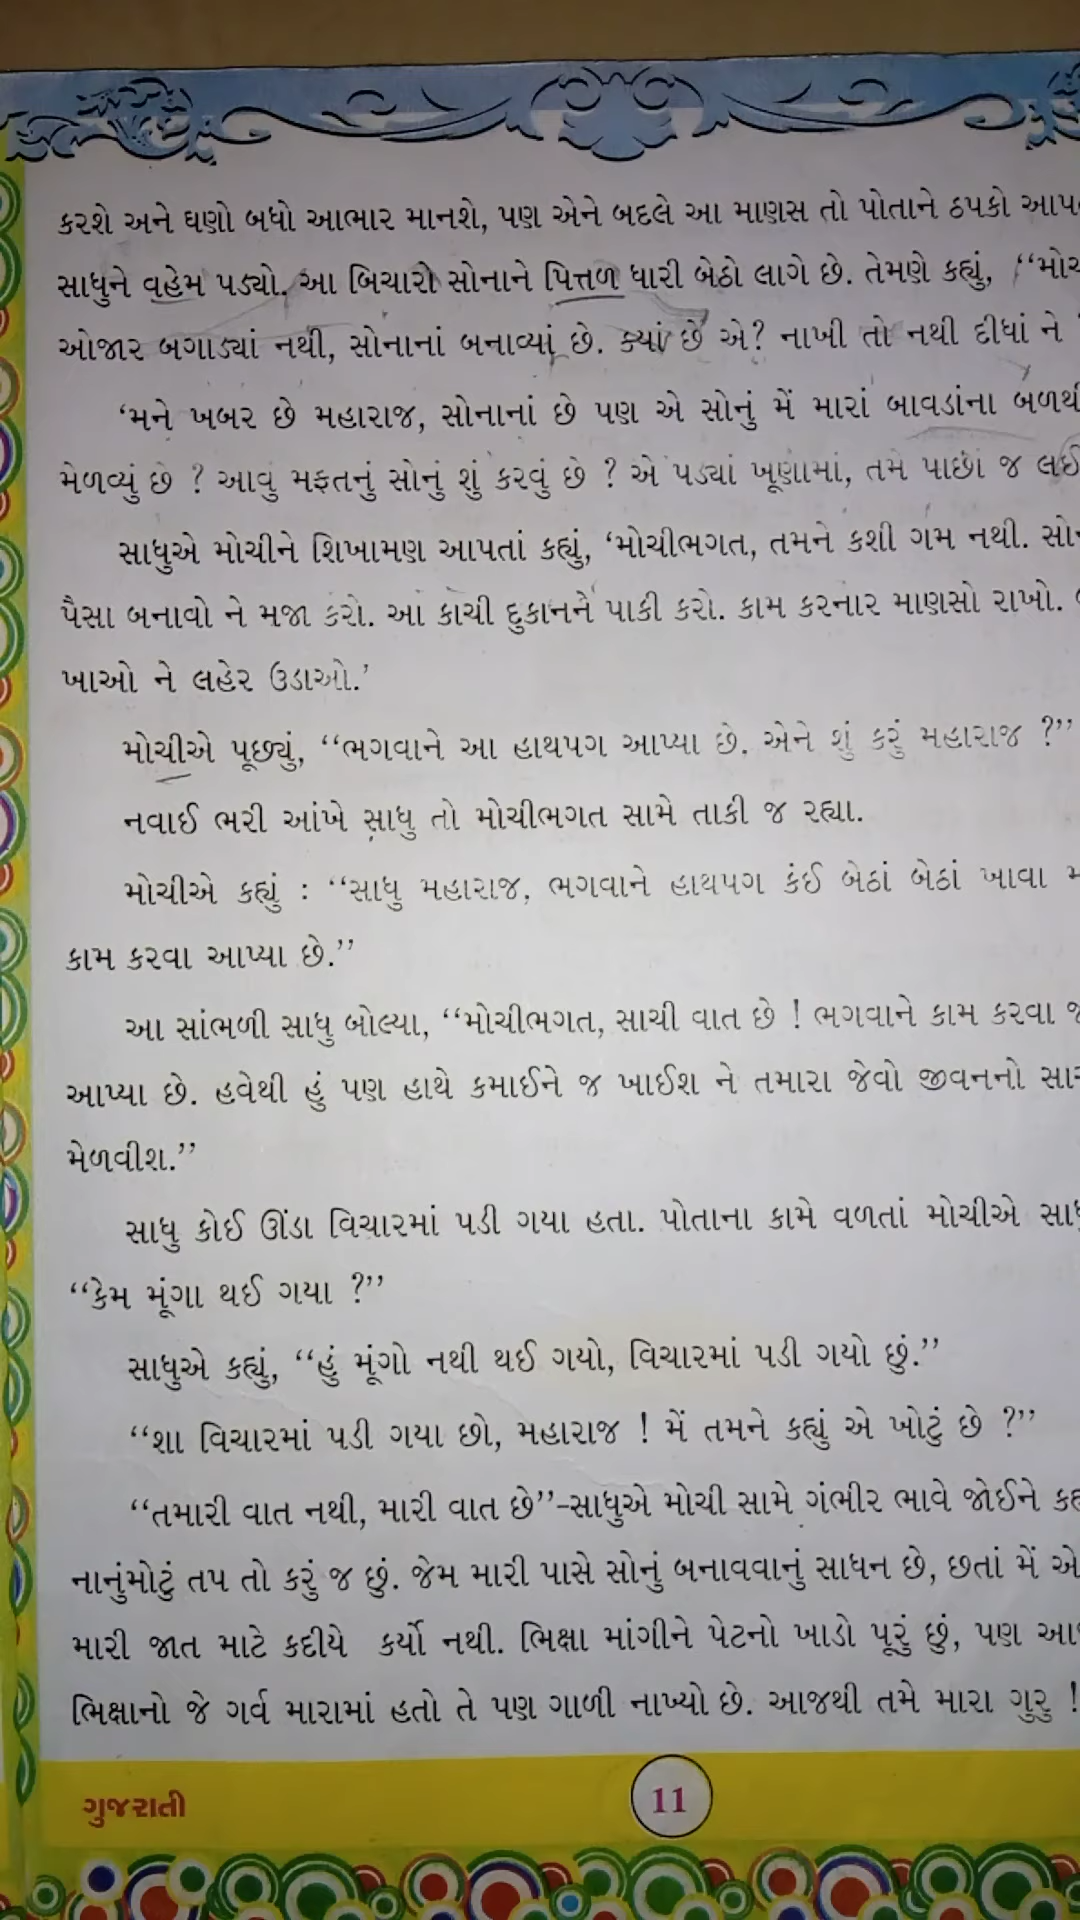 કરશે અને ઘણો બધો આભાર માનશે, પણ એને બદલે આ માણસ તો પોતાને ઠપકો
સાધુને વહેમ પડ્યો. આ બિચારો સોનાને પિત્તળ ધારી બેઠો લાગે છે. તેમણે કહ્યું,
ઓજાર બગાડ્યાં નથી, સોનાનાં બનાવ્યાં છે. ક્યાં છે એ? નાખી તો નથી દીધાં ને
‘મને ખબર છે મહારાજ, સોનાનાં છે પણ એ સોનું મેં મારાં બાવડાંના બળથી
મેળવ્યું છે ? આવું મફતનું સોનું શું કરવું છે ? એ પડ્યાં ખૂણામાં, તમે પાછા જ લઈ
સાધુએ મોચીને શિખામણ આપતાં કહ્યું, ‘મોચીભગત, તમને કશી ગમ નથી.
પૈસા બનાવો ને મજા કરો. આ કાચી દુકાનને પાકી કરો. કામ કરનાર માણસો રાખો.
ખાઓ ને લહેર ઉડાઓ.’
મોચીએ પૂછ્યું, “ભગવાને આ હાથપગ આપ્યા છે. એને શું કરું મહારાજ ?”
નવાઈ ભરી આંખે સાધુ તો મોચીભગત સામે તાકી જ રહ્યા.
મોચીએ કહ્યું : “સાધુ મહારાજ, ભગવાને હાથપગ કંઈ બેઠાં બેઠાં ખાવા
કામ કરવા આપ્યા છે.”
આ સાંભળી સાધુ બોલ્યા, “મોચીભગત, સાચી વાત છે ! ભગવાને કામ કરવા
આપ્યા છે. હવેથી હું પણ હાથે કમાઈને જ ખાઈશ ને તમારા જેવો જીવનનો
મેળવીશ.”
સાધુ કોઈ ઊંડા વિચારમાં પડી ગયા હતા. પોતાના કામે વળતાં મોચીએ
“કેમ મૂંગા થઈ ગયા ?”
સાધુએ કહ્યું, “હું મૂંગો નથી થઈ ગયો, વિચારમાં પડી ગયો છું.”
“શા વિચારમાં પડી ગયા છો, મહારાજ ! મેં તમને કહ્યું એ ખોટું છે ?”
“તમારી વાત નથી, મારી વાત છે”-સાધુએ મોચી સામે ગંભીર ભાવે જોઈને
નાનુંમોટું તપ તો કરું જ છું. જેમ મારી પાસે સોનું બનાવવાનું સાધન છે, છતાં મેં એ
મારી જાત માટે કદીયે કર્યો નથી. ભિક્ષા માંગીને પેટનો ખાડો પૂરું છું, પણ
ભિક્ષાનો જે ગર્વ મારામાં હતો તે પણ ગાળી નાખ્યો છે. આજથી તમે મારા ગુરુ !
ગુજરાતી
11